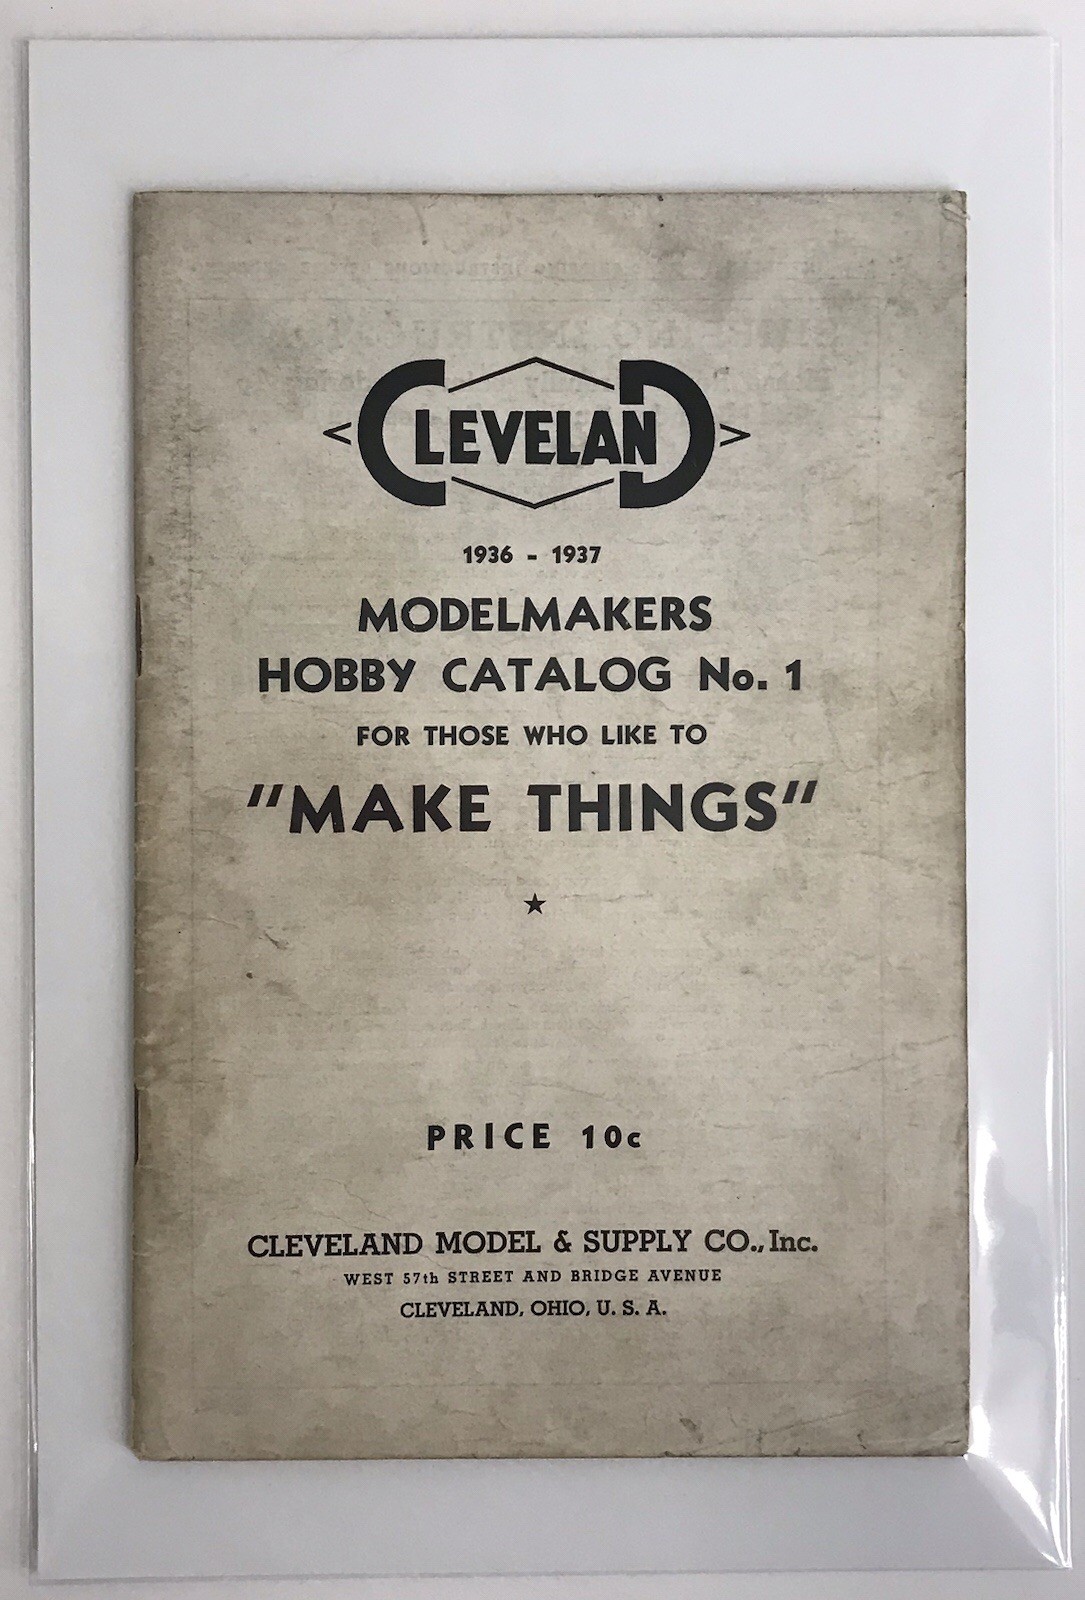 CLEVELAND
1936 - 1937
MODELMAKERS
HOBBY CATALOG No. 1
FOR THOSE WHO LIKE TO
"MAKE THINGS"
PRICE 10c
CLEVELAND MODEL & SUPPLY CO., Inc.
WEST 57th STREET AND BRIDGE AVENUE
CLEVELAND, OHIO, U. S. A.